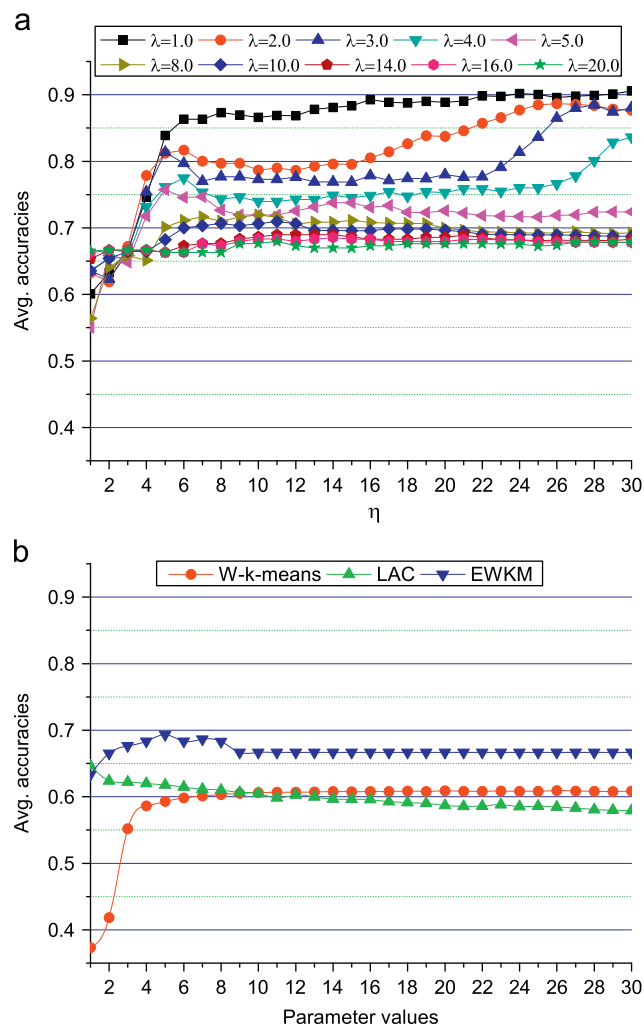 a
λ=1.0 λ=2.0 λ=3.0 λ=4.0 λ=5.0
λ=8.0 λ=10.0 λ=14.0 λ=16.0 λ=20.0
0.9
0.8
0.7
0.6
0.5
0.4
Avg. accuracies
2 4 6 8 10 12 14 16 18 20 22 24 26 28 30
η
b
W-k-means LAC EWKM
0.9
0.8
0.7
0.6
0.5
0.4
Avg. accuracies
2 4 6 8 10 12 14 16 18 20 22 24 26 28 30
Parameter values